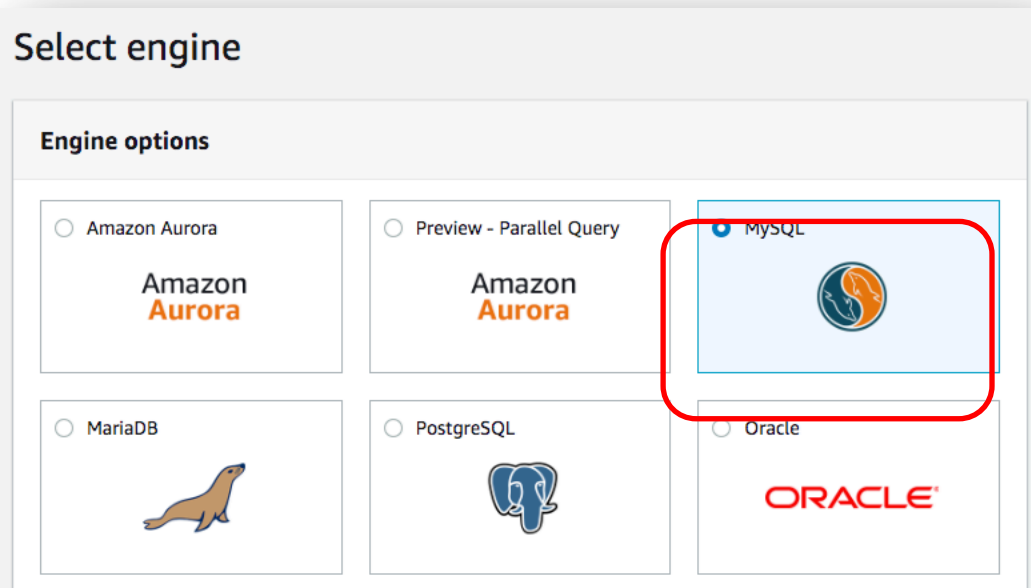 Select engine
Engine options
Amazon Aurora
Preview - Parallel Query
MySQL
Amazon
Aurora
Amazon
Aurora
MariaDB
PostgreSQL
Oracle
ORACLE